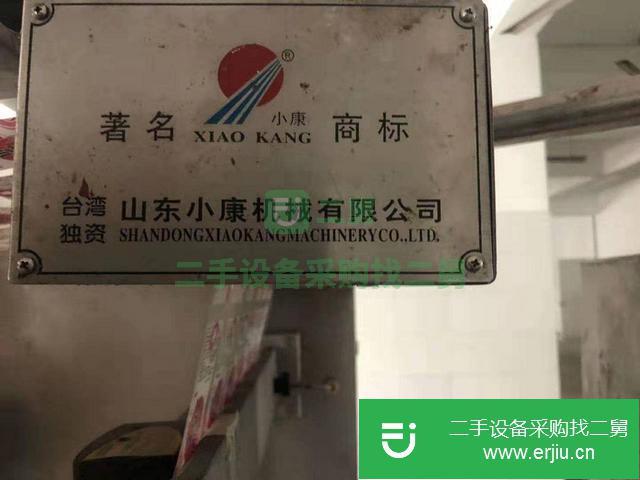 ®
小康
著名 XIAO KANG 商标
台湾独资 山东小康机械有限公司
SHANDONGXIAOKANGMACHINERYCO.,LTD.
二手设备采购找二舅
二手设备采购找二舅
www.erjiu.cn